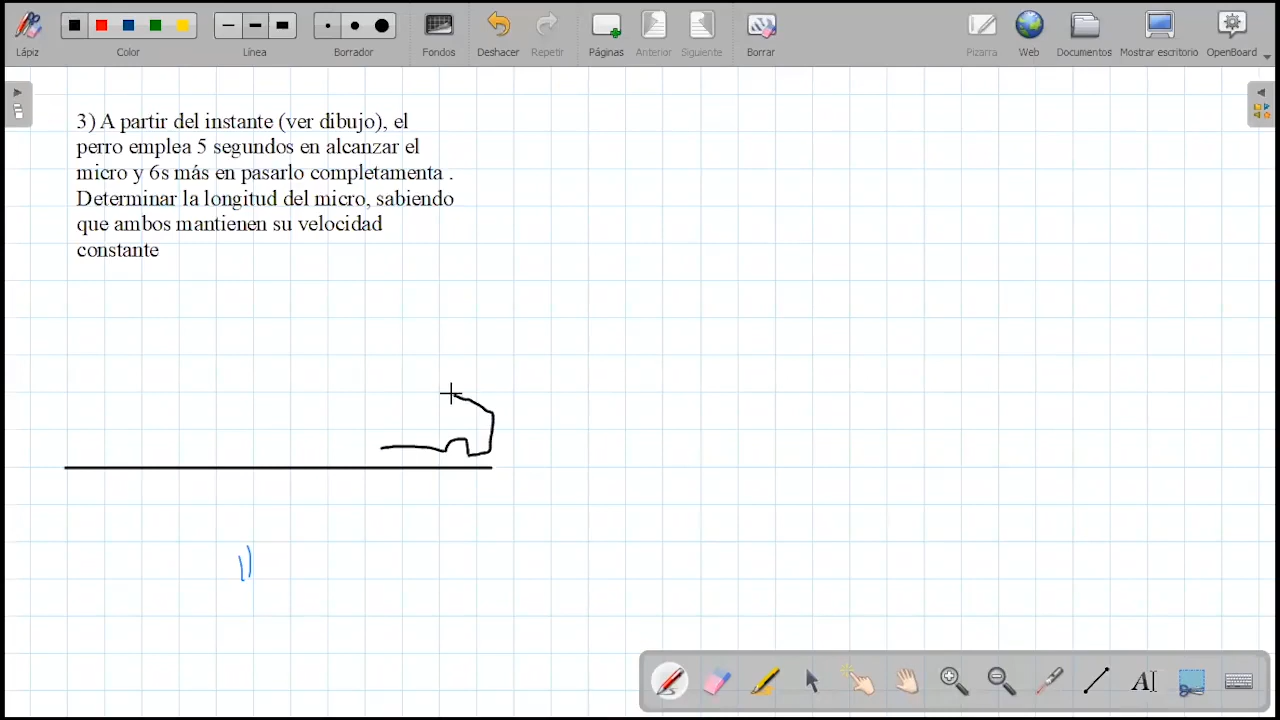 Lápiz
Color
Línea
Borrador
Fondos
Deshacer
Repetir
Páginas
Anterior
Siguiente
Borrar
Pizarra
Web
Documentos
Mostrar escritorio
OpenBoard
3) A partir del instante (ver dibujo), el
perro emplea 5 segundos en alcanzar el
micro y 6s más en pasarlo completamenta .
Determinar la longitud del micro, sabiendo
que ambos mantienen su velocidad
constante